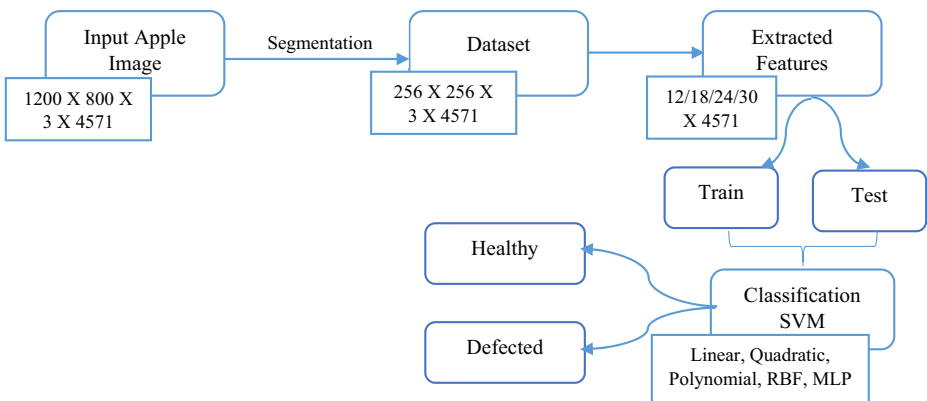 Input Apple
Image
1200 X 800 X
3 X 4571
Segmentation
Dataset
256 X 256 X
3 X 4571
Extracted
Features
12/18/24/30
X 4571
Train
Test
Healthy
Defected
Classification
SVM
Linear, Quadratic,
Polynomial, RBF, MLP